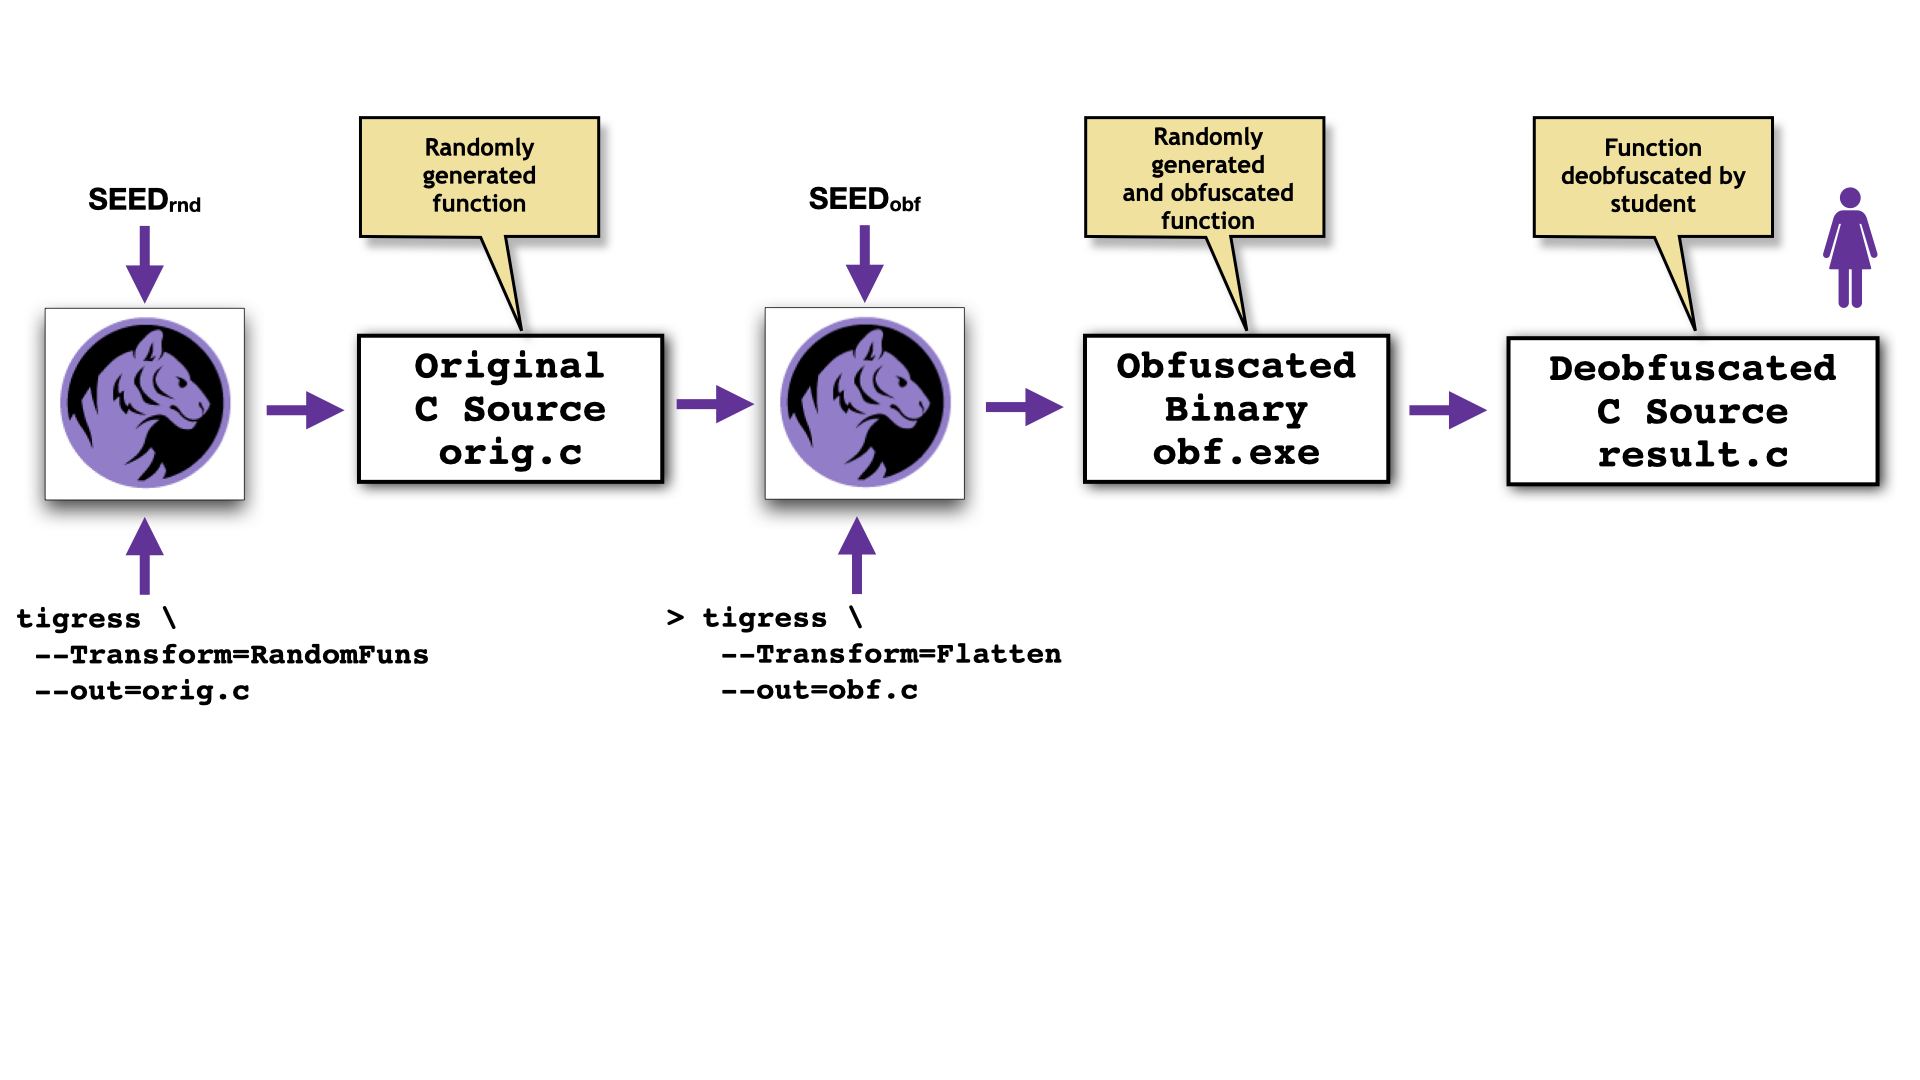 Randomly
generated
function
Randomly
generated
and obfuscated
function
Function
deobfuscated by
student
SEEDrnd
SEEDobf
Original
C Source
orig.c
Obfuscated
Binary
obf.exe
Deobfuscated
C Source
result.c
tigress \
--Transform=RandomFuns
--out=orig.c
> tigress \
--Transform=Flatten
--out=obf.c